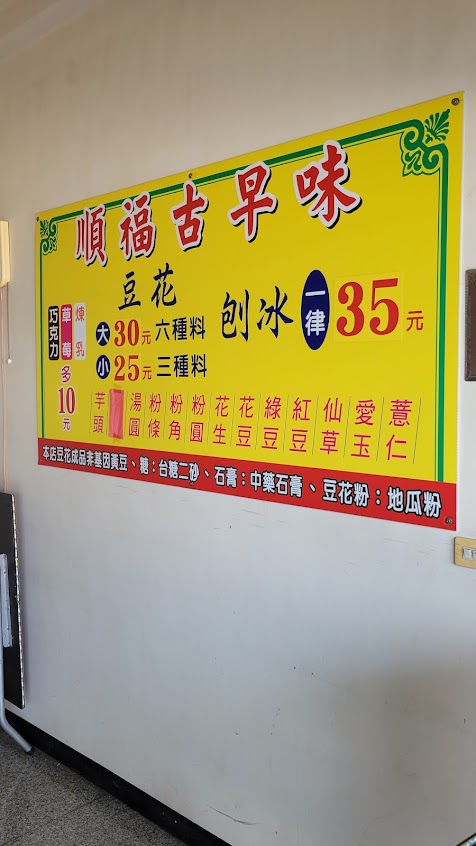 順福古早味
豆花
大 30元 六種料
小 25元 三種料
刨冰 一律 35元
煉乳
草莓
巧克力
多10元
芋頭 湯圓 粉條 粉角 粉圓 花生 花豆 綠豆 紅豆 仙草 愛玉 薏仁
本店豆花成品非基因黃豆、糖:台糖二砂、石膏:中藥石膏、豆花粉:地瓜粉